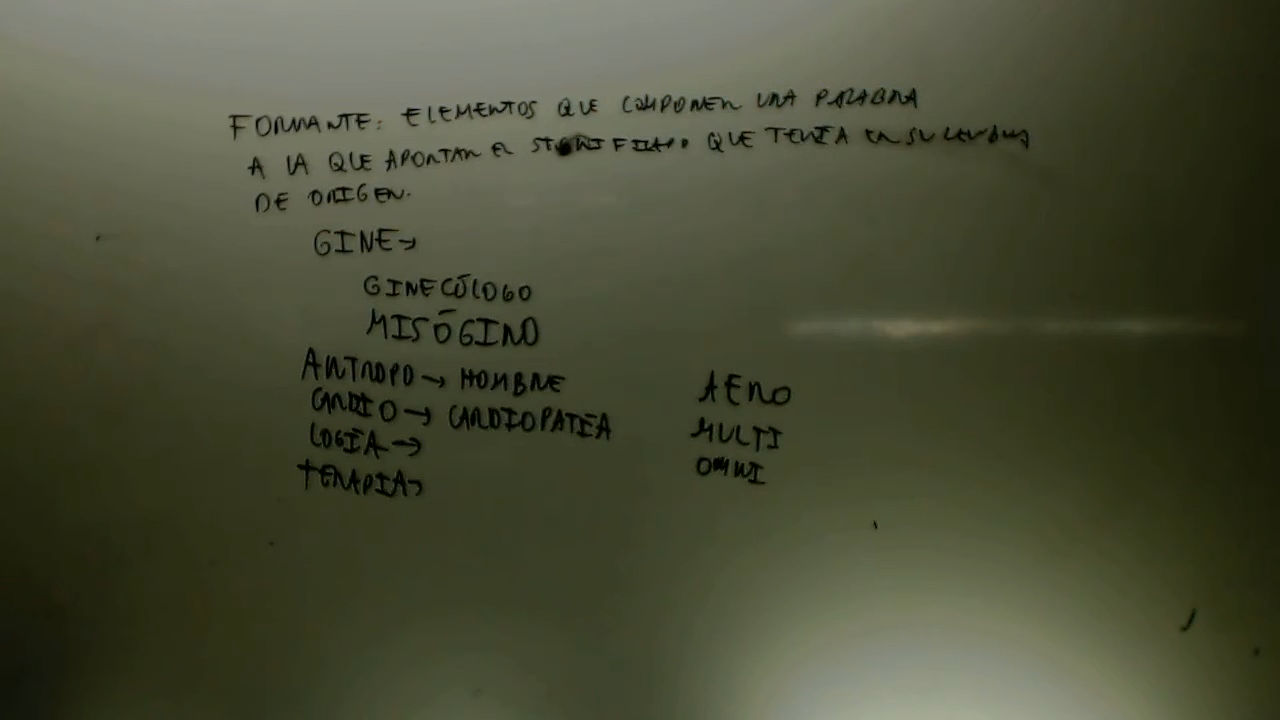 FORMANTE: ELEMENTOS QUE COMPONEN UNA PALABRA
A LA QUE APORTAN EL SIGNIFICADO QUE TENÍA EN SU LENGUA
DE ORIGEN.
GINE →
GINECÓLOGO
MISÓGINO
ANTROPO → HOMBRE
CARDIO → CARDIOPATÍA
LOGÍA →
TERAPIA →
AERO
MULTI
OMNI